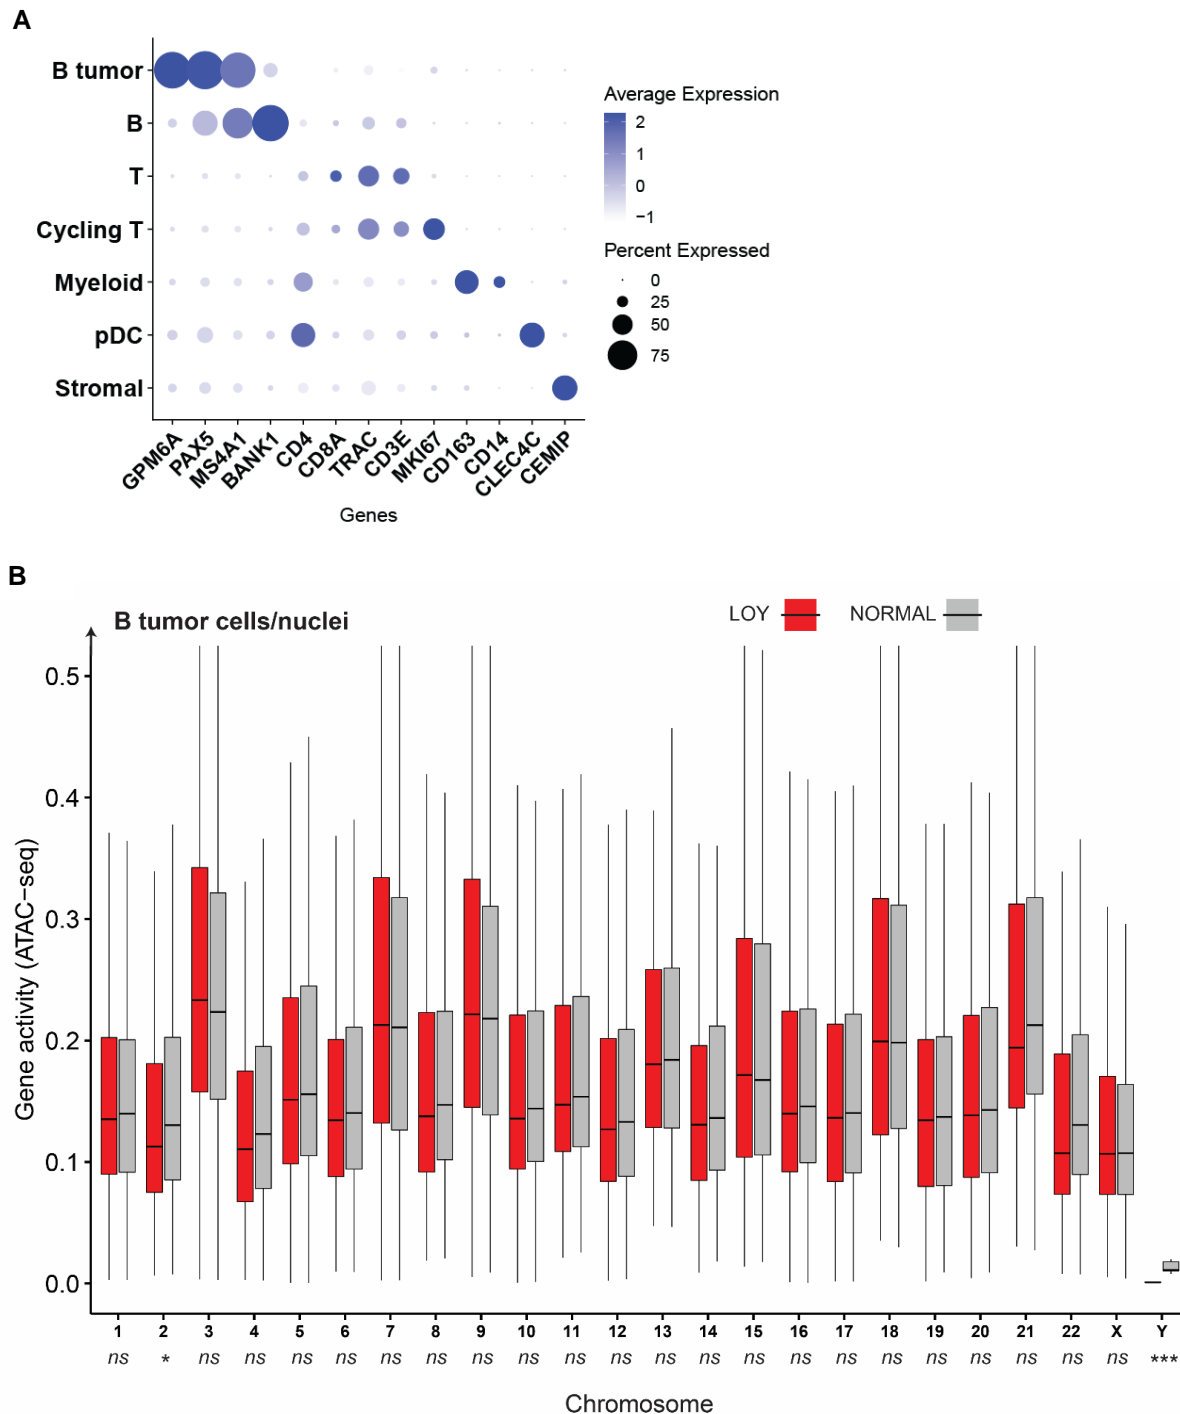 A
B tumor
B
T
Cycling T
Myeloid
pDC
Stromal
GPM6A
PAX5
MS4A1
BANK1
CD4
CD8A
TRAC
CD3E
MKI67
CD163
CD14
CLEC4C
CEMIP
Genes
Average Expression
2
1
0
−1
Percent Expressed
0
25
50
75
B
B tumor cells/nuclei
LOY NORMAL
Gene activity (ATAC−seq)
0.5
0.4
0.3
0.2
0.1
0.0
1 2 3 4 5 6 7 8 9 10 11 12 13 14 15 16 17 18 19 20 21 22 X Y
ns * ns ns ns ns ns ns ns ns ns ns ns ns ns ns ns ns ns ns ns ns ns ***
Chromosome